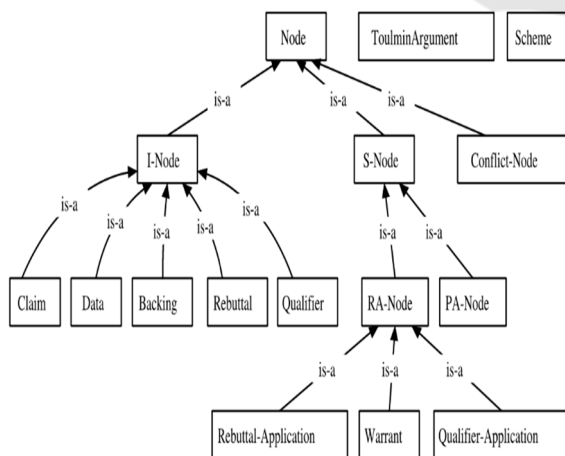 Node ToulminArgument Scheme
is-a is-a is-a
I-Node S-Node Conflict-Node
is-a is-a is-a is-a is-a is-a is-a
Claim Data Backing Rebuttal Qualifier RA-Node PA-Node
is-a is-a is-a
Rebuttal-Application Warrant Qualifier-Application